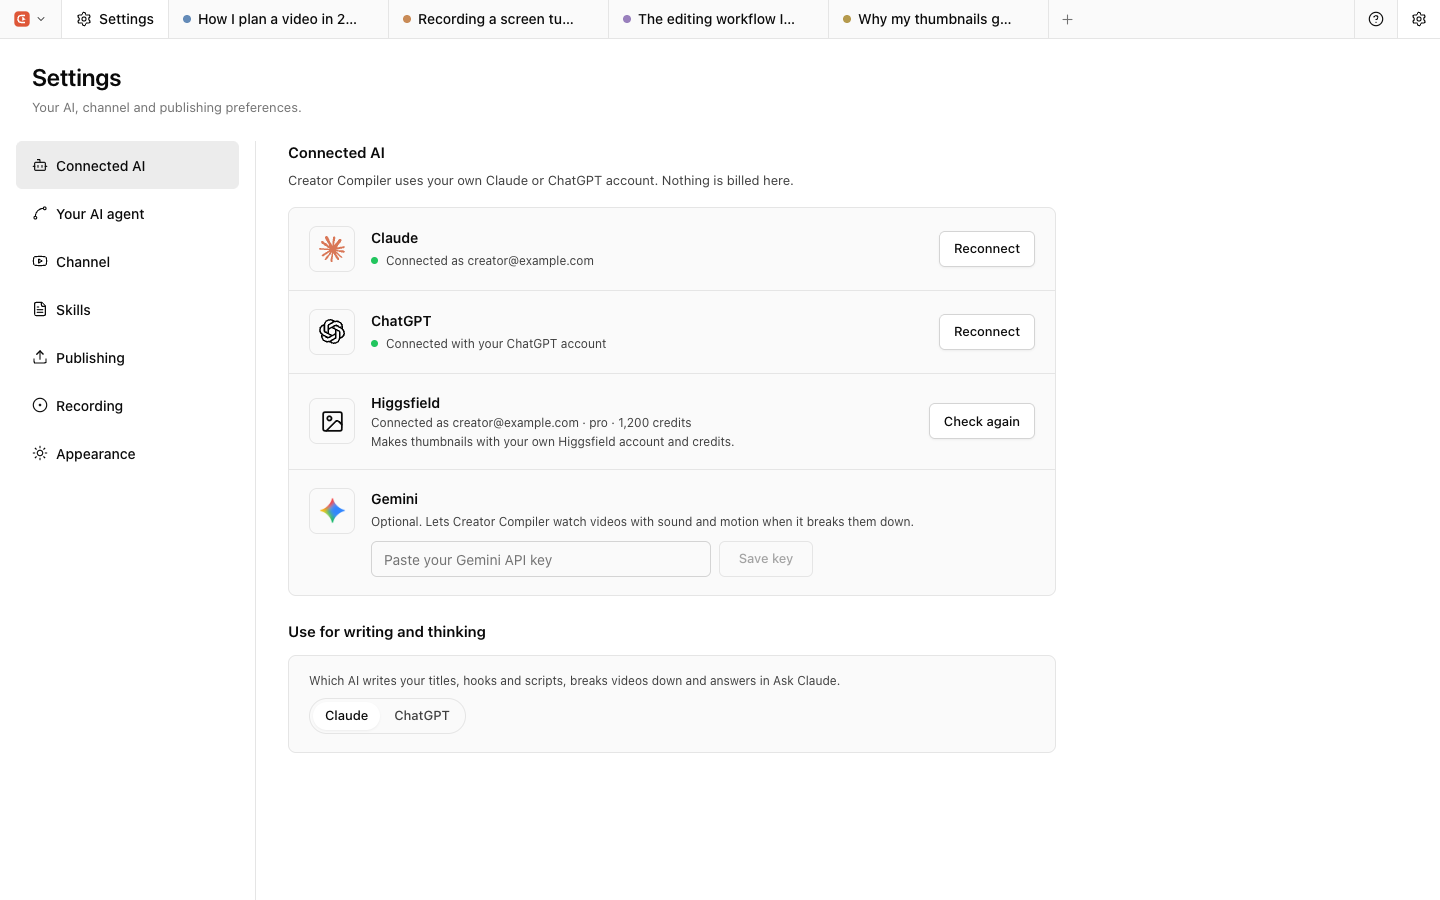 Settings
How I plan a video in 2...
Recording a screen tu...
The editing workflow I...
Why my thumbnails g...
Settings
Your AI, channel and publishing preferences.
Connected AI
Your AI agent
Channel
Skills
Publishing
Recording
Appearance
Connected AI
Creator Compiler uses your own Claude or ChatGPT account. Nothing is billed here.
Claude
Connected as creator@example.com
Reconnect
ChatGPT
Connected with your ChatGPT account
Reconnect
Higgsfield
Connected as creator@example.com · pro · 1,200 credits
Makes thumbnails with your own Higgsfield account and credits.
Check again
Gemini
Optional. Lets Creator Compiler watch videos with sound and motion when it breaks them down.
Paste your Gemini API key
Save key
Use for writing and thinking
Which AI writes your titles, hooks and scripts, breaks videos down and answers in Ask Claude.
Claude
ChatGPT